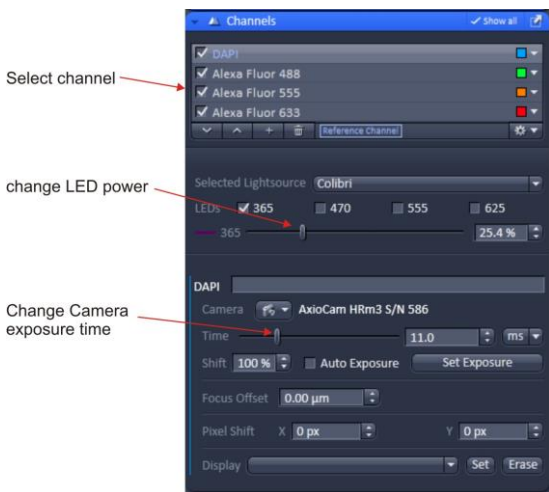 Channels Show all
DAPI
Select channel
Alexa Fluor 488
Alexa Fluor 555
Alexa Fluor 633
Reference Channel
change LED power
Selected Lightsource Colibri
LEDs 365 470 555 625
365 25.4 %
DAPI
Camera AxioCam HRm3 S/N 586
Change Camera
exposure time
Time 11.0 ms
Shift 100 % Auto Exposure Set Exposure
Focus Offset 0.00 µm
Pixel Shift X 0 px Y 0 px
Display Set Erase